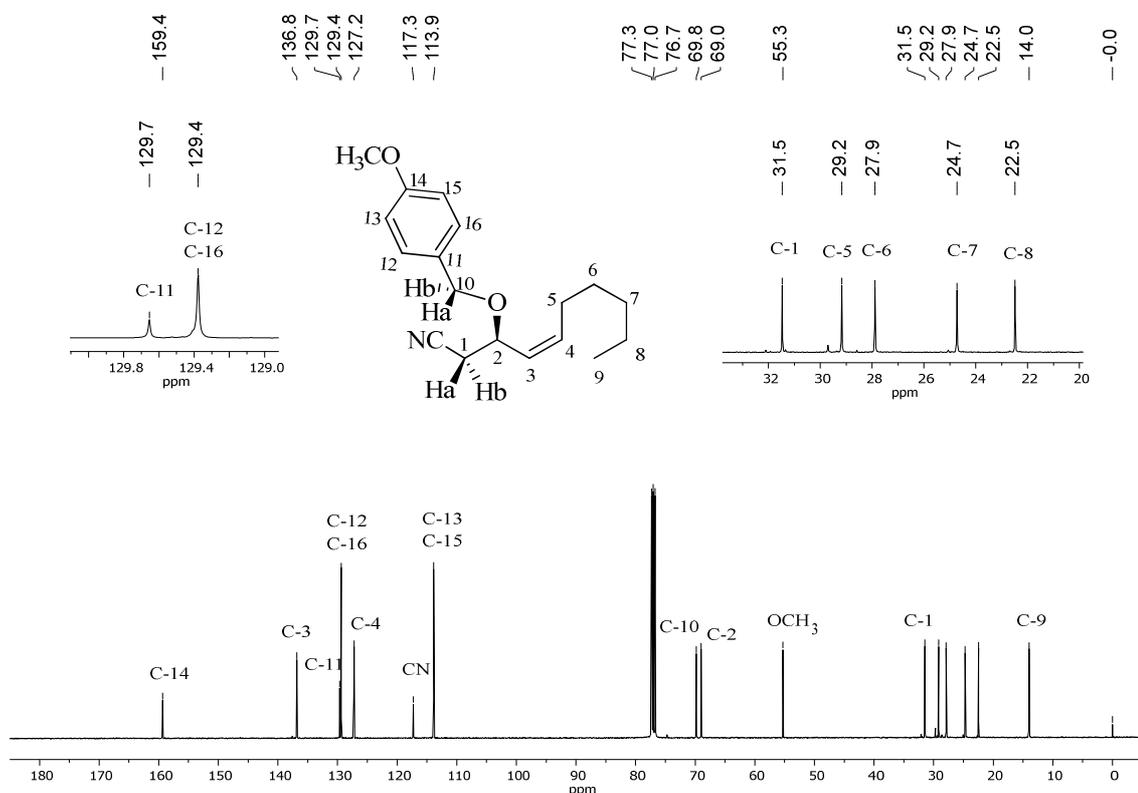 159.4
136.8
129.7
129.4
127.2
117.3
113.9
77.3
77.0
76.7
69.8
69.0
55.3
31.5
29.2
27.9
24.7
22.5
14.0
-0.0
129.7
129.4
C-12
C-16
C-11
129.8 129.4 129.0
ppm
H₃CO
14
15
13
16
12
11
Hb
10
O
Ha
NC
1
2
3
4
5
6
7
8
9
Ha
Hb
31.5
29.2
27.9
24.7
22.5
C-1
C-5
C-6
C-7
C-8
32 30 28 26 24 22 20
ppm
C-14
C-3
C-11
C-12
C-16
C-4
CN
C-13
C-15
C-10
C-2
OCH₃
C-1
C-9
180 170 160 150 140 130 120 110 100 90 80 70 60 50 40 30 20 10 0
ppm